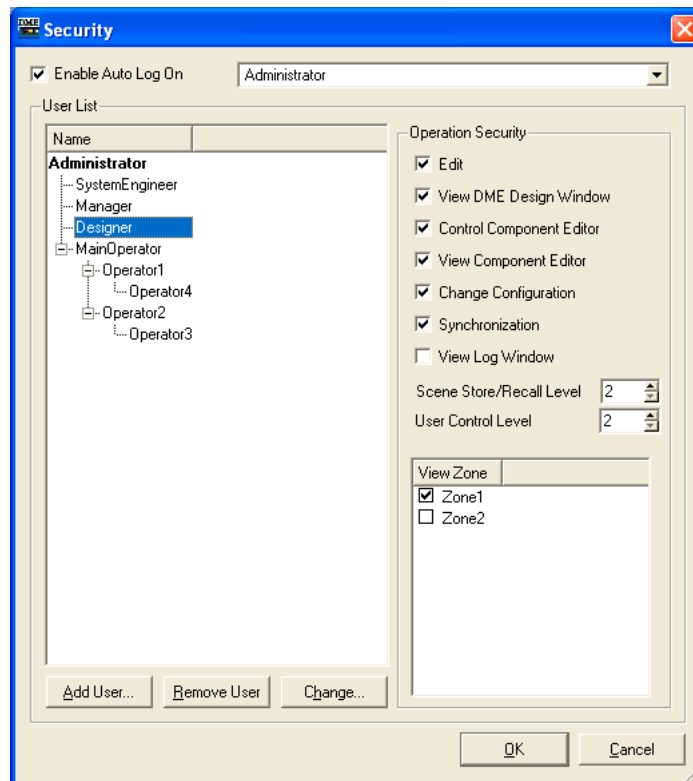 DME Security
Enable Auto Log On Administrator
User List
Name
Administrator
SystemEngineer
Manager
Designer
MainOperator
Operator1
Operator4
Operator2
Operator3
Operation Security
Edit
View DME Design Window
Control Component Editor
View Component Editor
Change Configuration
Synchronization
View Log Window
Scene Store/Recall Level 2
User Control Level 2
View Zone
Zone1
Zone2
Add User... Remove User Change...
OK Cancel